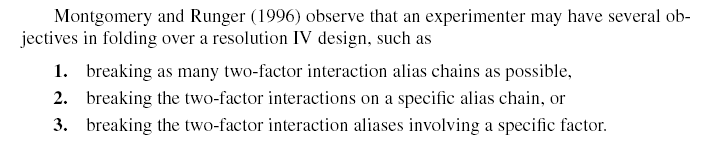 Montgomery and Runger (1996) observe that an experimenter may have several ob-
jectives in folding over a resolution IV design, such as
1. breaking as many two-factor interaction alias chains as possible,
2. breaking the two-factor interactions on a specific alias chain, or
3. breaking the two-factor interaction aliases involving a specific factor.